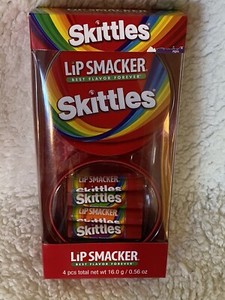 Skittles
LiP SMACKER
BEST FLAVOR FOREVER
Skittles
LiP SMACKER
Skittles
LiP SMACKER
Skittles
LiP SMACKER
BEST FLAVOR FOREVER
4 pcs total net wt 16.0 g / 0.56 oz